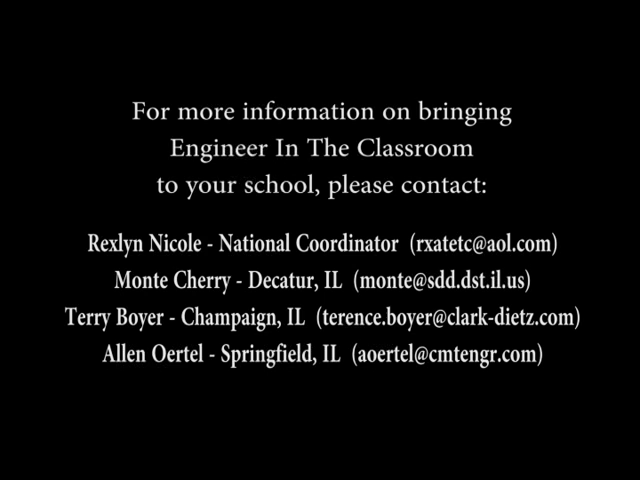 For more information on bringing
Engineer In The Classroom
to your school, please contact:
Rexlyn Nicole - National Coordinator (rxatetc@aol.com)
Monte Cherry - Decatur, IL (monte@sdd.dst.il.us)
Terry Boyer - Champaign, IL (terence.boyer@clark-dietz.com)
Allen Oertel - Springfield, IL (aoertel@cmtengr.com)